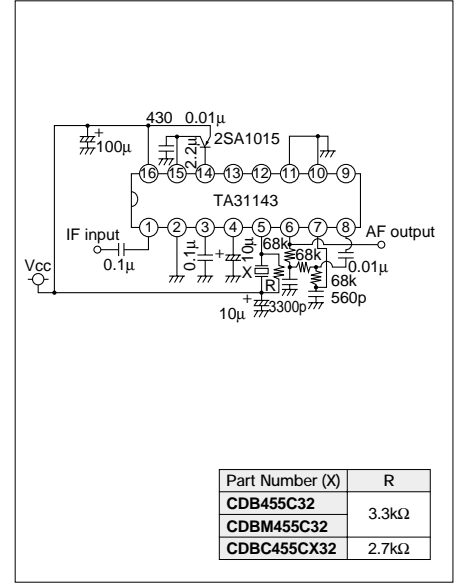 430 0.01μ
+
100μ
2SA1015
2.2μ
16 15 14 13 12 11 10 9
TA31143
1 2 3 4 5 6 7 8
IF input
AF output
0.1μ
0.1μ
+
10μ
68k
68k
0.01μ
Vcc
X
R
68k
+
10μ
3300p
560p
Part Number (X) R
CDB455C32 3.3kΩ
CDBM455C32
CDBC455CX32 2.7kΩ